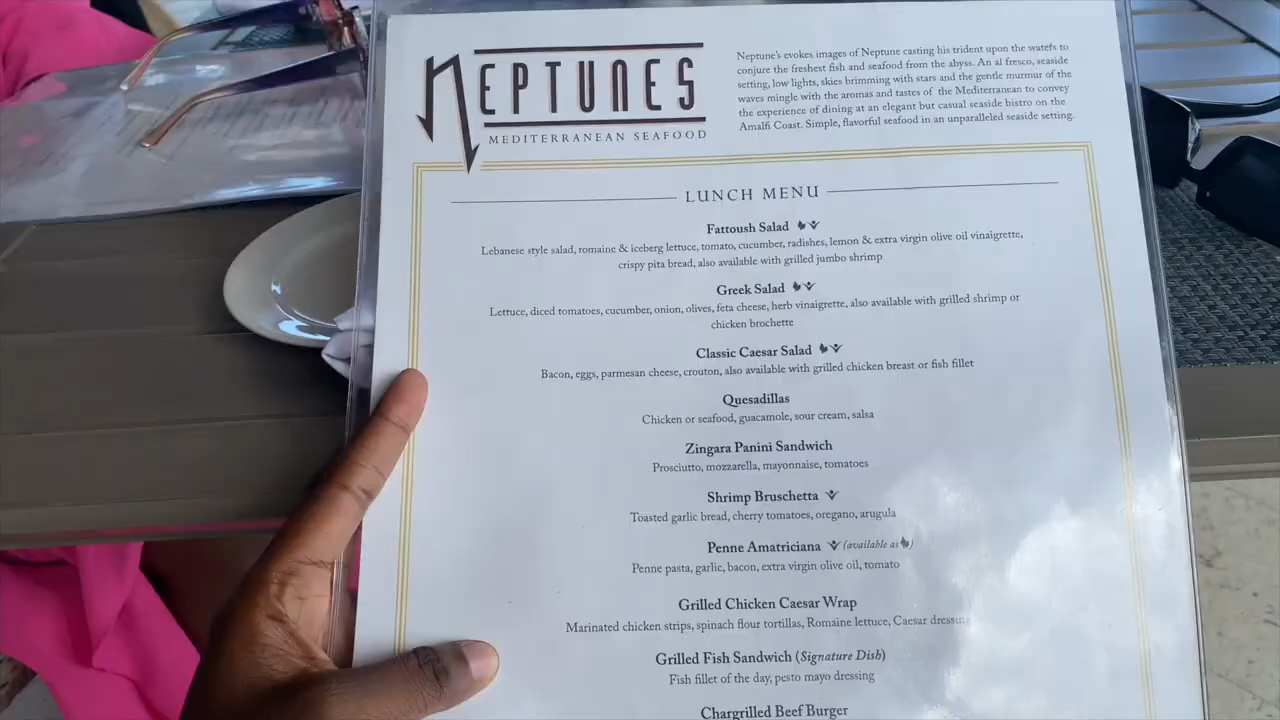 NEPTUNES
MEDITERRANEAN SEAFOOD
Neptune's evokes images of Neptune casting his trident upon the waters to
conjure the freshest fish and seafood from the abyss. An al fresco, seaside
setting, low lights, skies brimming with stars and the gentle murmur of the
waves mingle with the aromas and tastes of the Mediterranean to convey
the experience of dining at an elegant but casual seaside bistro on the
Amalfi Coast. Simple, flavorful seafood in an unparalleled seaside setting.
LUNCH MENU
Fattoush Salad
Lebanese style salad, romaine & iceberg lettuce, tomato, cucumber, radishes, lemon & extra virgin olive oil vinaigrette,
crispy pita bread, also available with grilled jumbo shrimp
Greek Salad
Lettuce, diced tomatoes, cucumber, onion, olives, feta cheese, herb vinaigrette, also available with grilled shrimp or
chicken brochette
Classic Caesar Salad
Bacon, eggs, parmesan cheese, crouton, also available with grilled chicken breast or fish fillet
Quesadillas
Chicken or seafood, guacamole, sour cream, salsa
Zingara Panini Sandwich
Prosciutto, mozzarella, mayonnaise, tomatoes
Shrimp Bruschetta
Toasted garlic bread, cherry tomatoes, oregano, arugula
Penne Amatriciana (available as )
Penne pasta, garlic, bacon, extra virgin olive oil, tomato
Grilled Chicken Caesar Wrap
Marinated chicken strips, spinach flour tortillas, Romaine lettuce, Caesar dressing
Grilled Fish Sandwich (Signature Dish)
Fish fillet of the day, pesto mayo dressing
Chargrilled Beef Burger